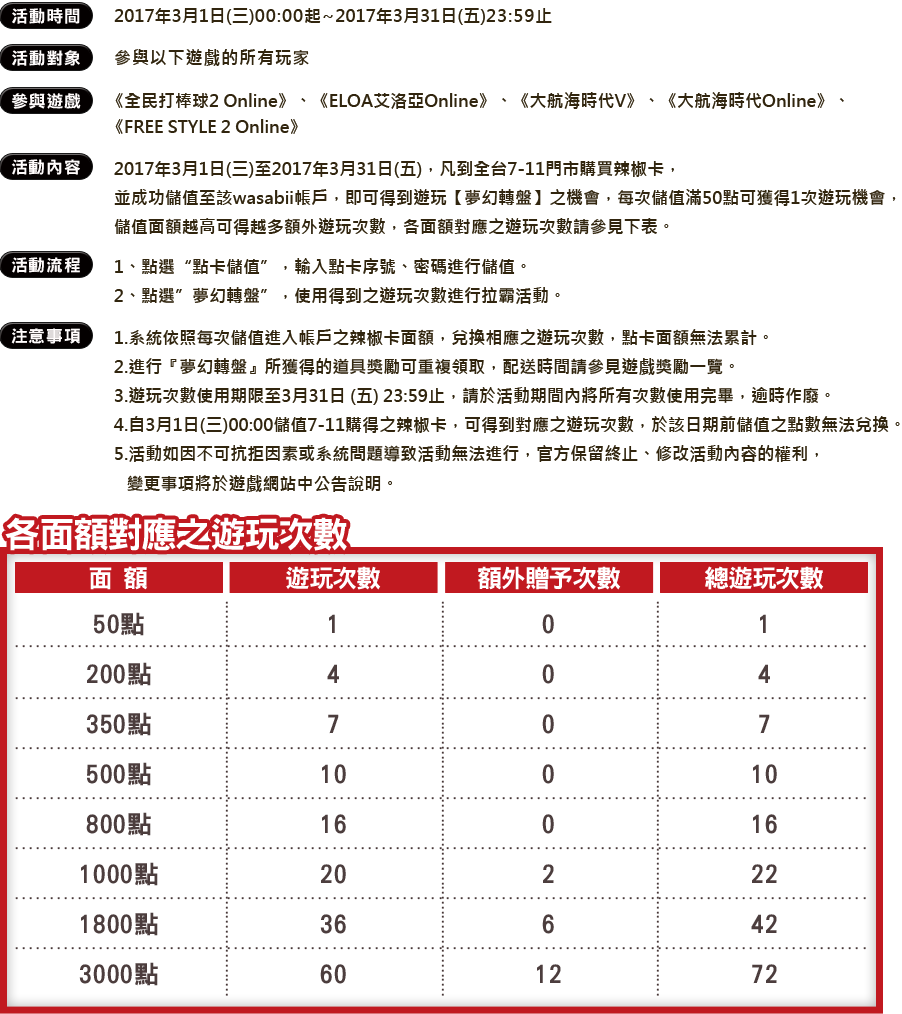 活動時間 2017年3月1日(三)00:00起~2017年3月31日(五)23:59止
活動對象 參與以下遊戲的所有玩家
參與遊戲 《全民打棒球2 Online》、《ELOA艾洛亞Online》、《大航海時代V》、《大航海時代Online》、
《FREE STYLE 2 Online》
活動內容 2017年3月1日(三)至2017年3月31日(五)，凡到全台7-11門市購買辣椒卡，
並成功儲值至該wasabii帳戶，即可得到遊玩【夢幻轉盤】之機會，每次儲值滿50點可獲得1次遊玩機會，
儲值面額越高可得越多額外遊玩次數，各面額對應之遊玩次數請參見下表。
活動流程 1、點選“點卡儲值”，輸入點卡序號、密碼進行儲值。
2、點選”夢幻轉盤”，使用得到之遊玩次數進行拉霸活動。
注意事項 1.系統依照每次儲值進入帳戶之辣椒卡面額，兌換相應之遊玩次數，點卡面額無法累計。
2.進行『夢幻轉盤』所獲得的道具獎勵可重複領取，配送時間請參見遊戲獎勵一覽。
3.遊玩次數使用期限至3月31日 (五) 23:59止，請於活動期間內將所有次數使用完畢，逾時作廢。
4.自3月1日(三)00:00儲值7-11購得之辣椒卡，可得到對應之遊玩次數，於該日期前儲值之點數無法兌換。
5.活動如因不可抗拒因素或系統問題導致活動無法進行，官方保留終止、修改活動內容的權利，
變更事項將於遊戲網站中公告說明。
各面額對應之遊玩次數
面 額 遊玩次數 額外贈予次數 總遊玩次數
50點 1 0 1
200點 4 0 4
350點 7 0 7
500點 10 0 10
800點 16 0 16
1000點 20 2 22
1800點 36 6 42
3000點 60 12 72